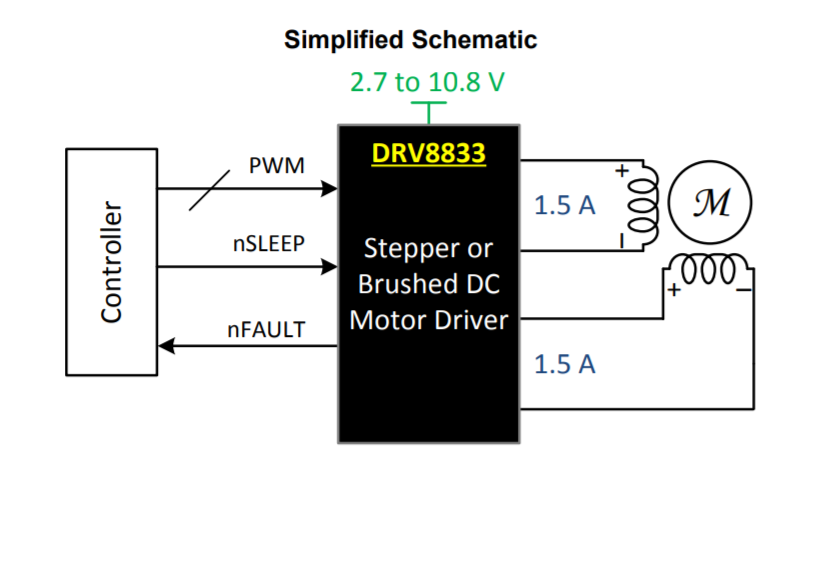 Simplified Schematic
2.7 to 10.8 V
DRV8833
PWM
nSLEEP
nFAULT
Controller
Stepper or
Brushed DC
Motor Driver
1.5 A
1.5 A
+
–
M
+
–